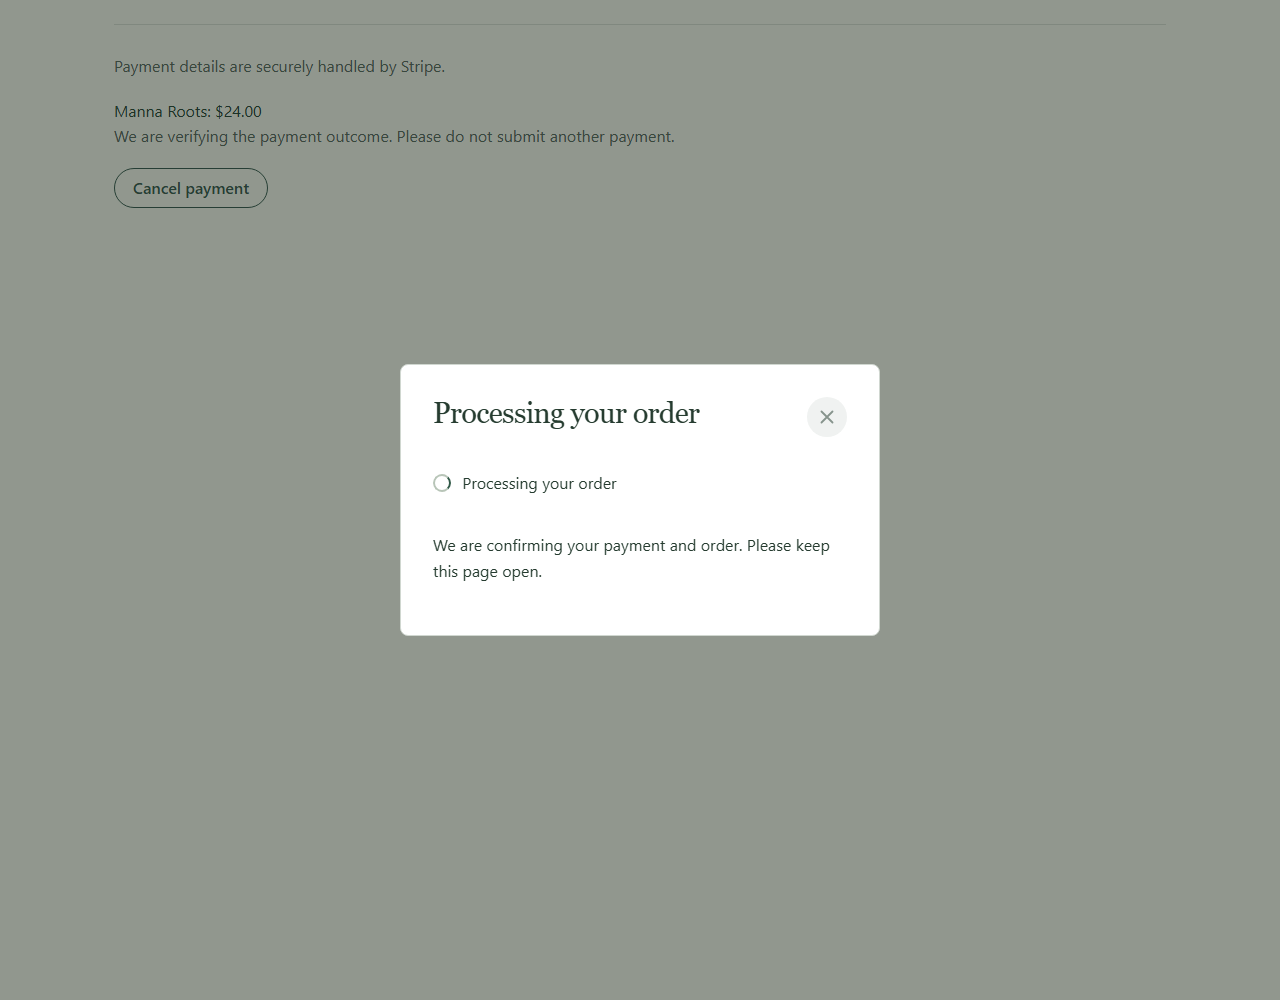 Payment details are securely handled by Stripe.
Manna Roots: $24.00
We are verifying the payment outcome. Please do not submit another payment.
Cancel payment
Processing your order
Processing your order
We are confirming your payment and order. Please keep
this page open.